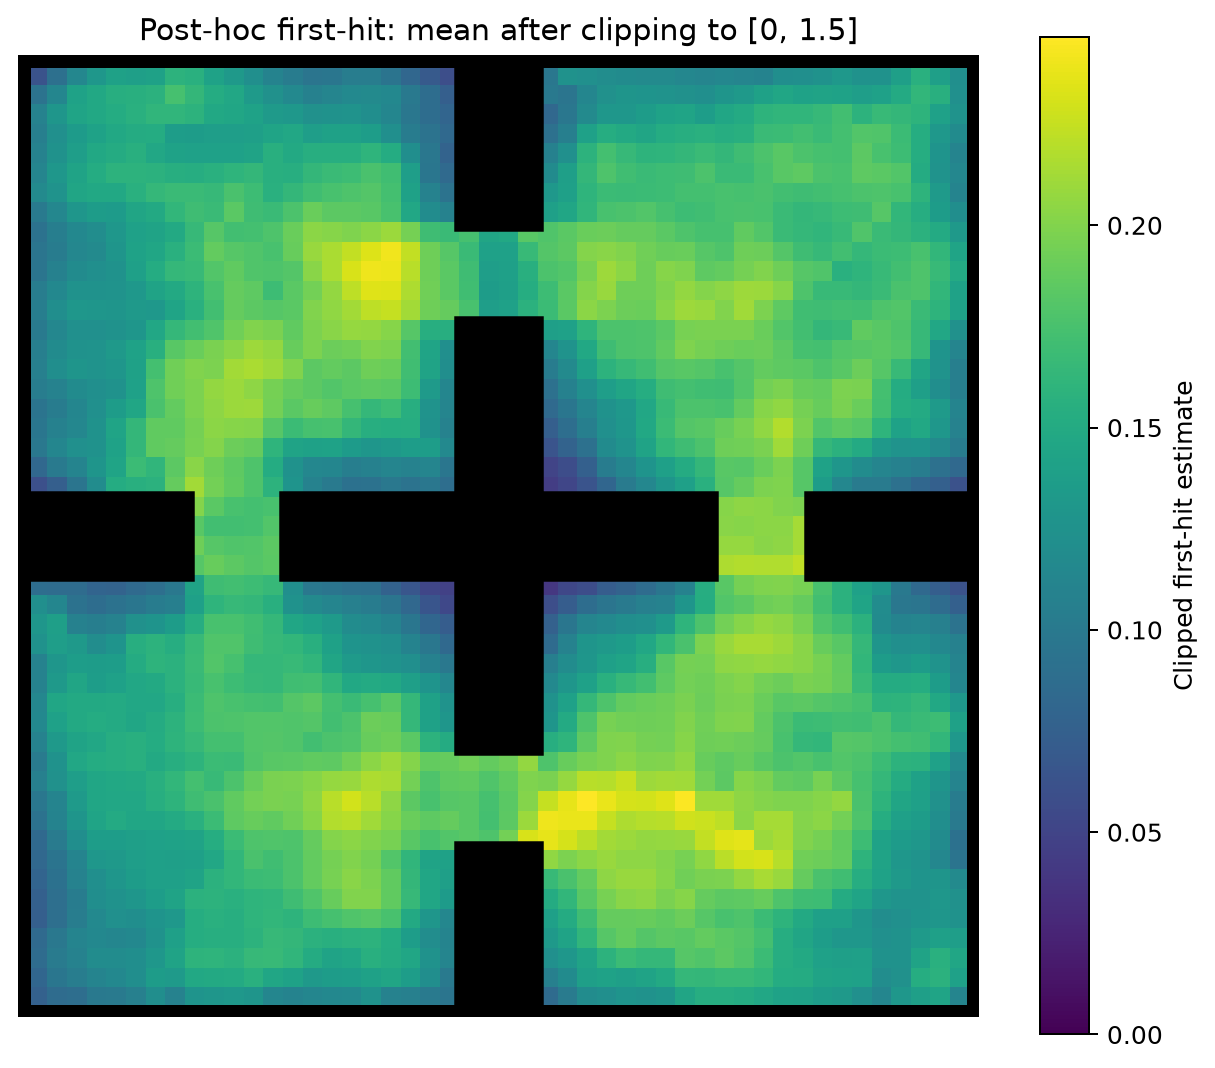 Post-hoc first-hit: mean after clipping to [0, 1.5]
0.20
0.15
0.10
0.05
0.00
Clipped first-hit estimate